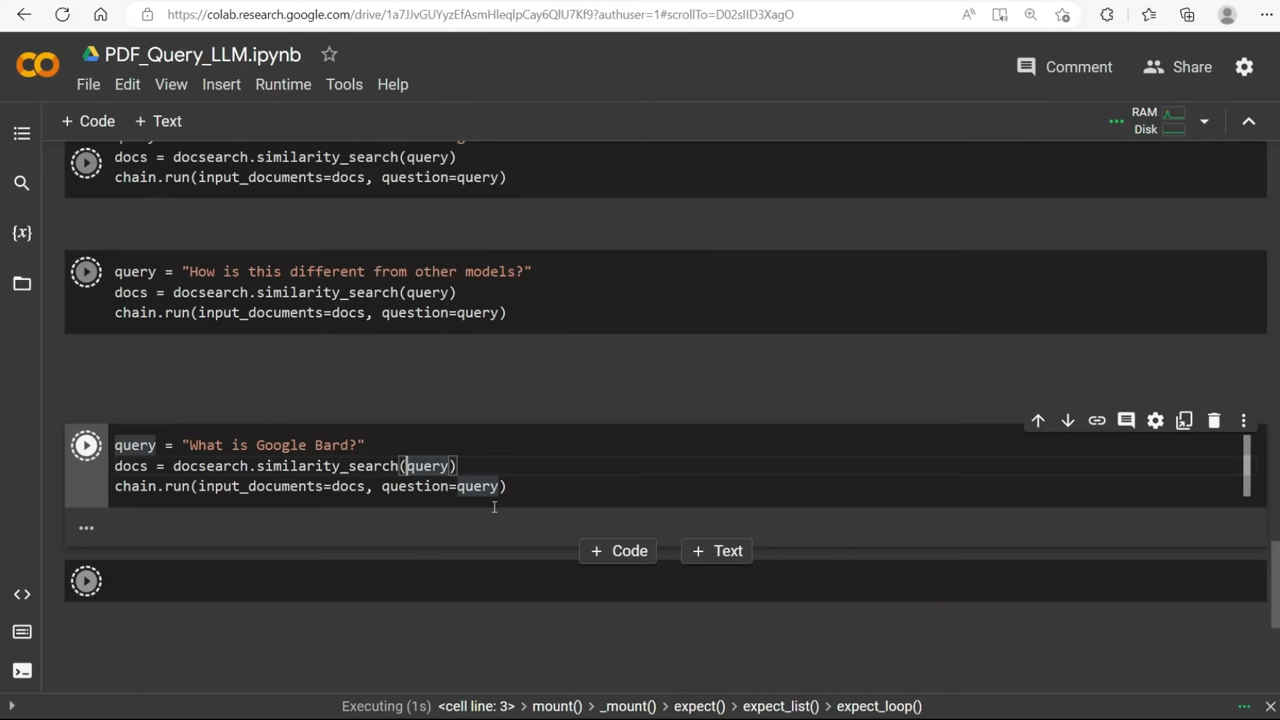 https://colab.research.google.com/drive/1a7JJvGUYyzEfAsmHleqlpCay6QlU7Kf9?authuser=1#scrollTo=D02sIID3XagO
PDF_Query_LLM.ipynb
Comment
Share
File Edit View Insert Runtime Tools Help
+ Code + Text
RAM
Disk
docs = docsearch.similarity_search(query)
chain.run(input_documents=docs, question=query)
query = "How is this different from other models?"
docs = docsearch.similarity_search(query)
chain.run(input_documents=docs, question=query)
query = "What is Google Bard?"
docs = docsearch.similarity_search(query)
chain.run(input_documents=docs, question=query)
+ Code + Text
Executing (1s) <cell line: 3> > mount() > _mount() > expect() > expect_list() > expect_loop()